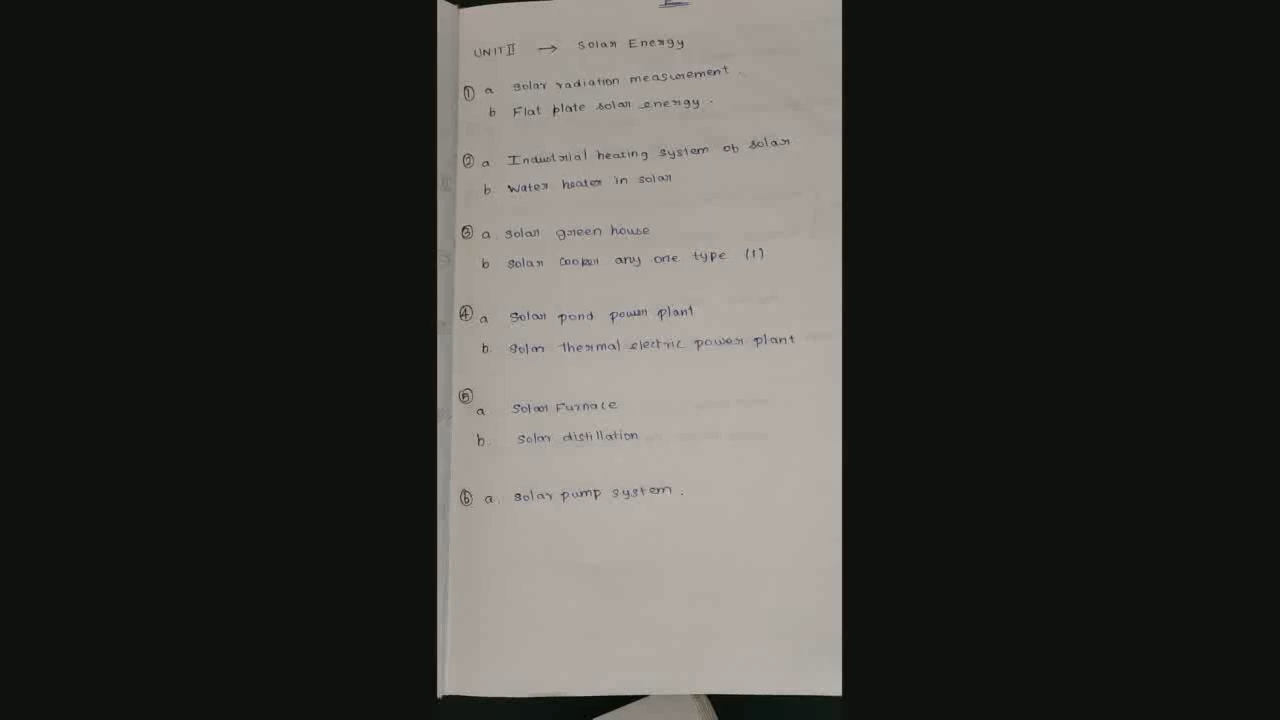 UNIT II → Solar Energy
① a solar radiation measurement.
b Flat plate solar energy.
② a Industrial heating system of solar
b. Water heater in solar
③ a. solar green house
b solar cooker any one type (1)
④ a solar pond power plant
b. solar thermal electric power plant
⑤
a solar Furnace
b. solar distillation
⑥ a. solar pump system.